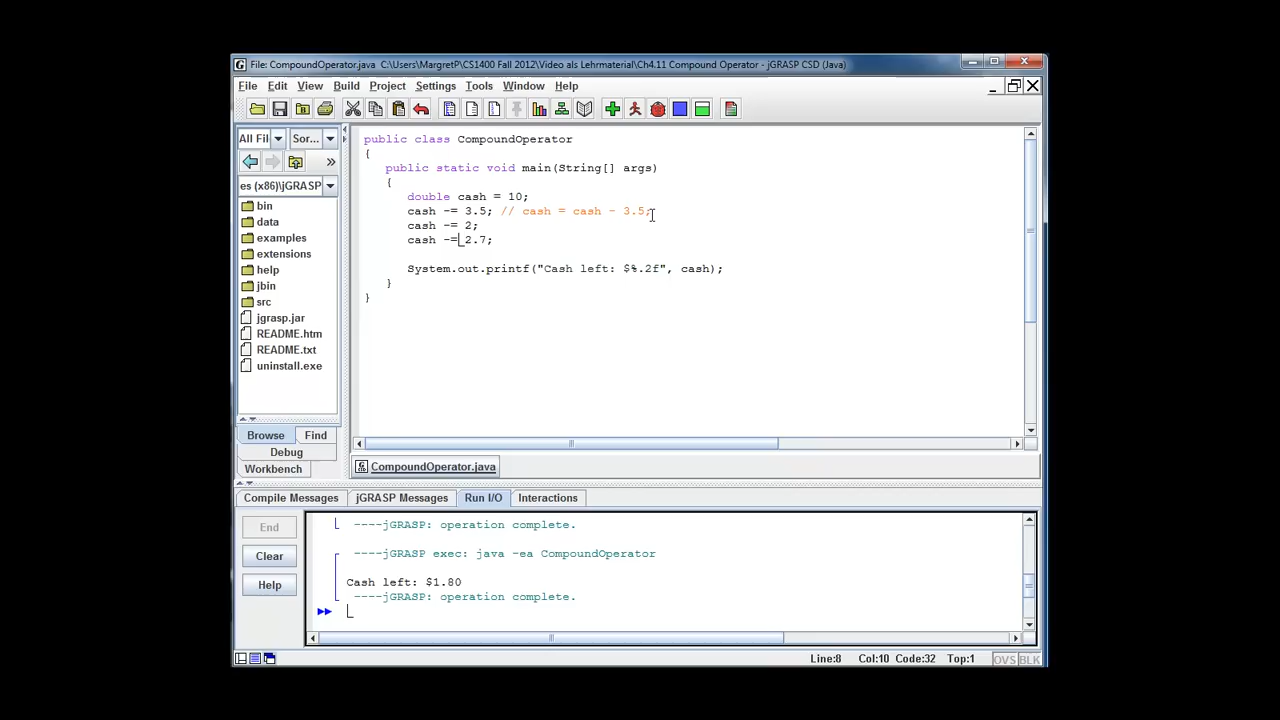 File: CompoundOperator.java  C:\Users\MargretP\CS1400 Fall 2012\Video als Lehrmaterial\Ch4.11 Compound Operator - jGRASP CSD (Java)
File Edit View Build Project Settings Tools Window Help
All Fil Sor...
es (x86)\jGRASP
bin
data
examples
extensions
help
jbin
src
jgrasp.jar
README.htm
README.txt
uninstall.exe
Browse Find
Debug
Workbench
public class CompoundOperator
{
public static void main(String[] args)
{
double cash = 10;
cash -= 3.5; // cash = cash - 3.5;
cash -= 2;
cash -= 2.7;
System.out.printf("Cash left: $%.2f", cash);
}
}
CompoundOperator.java
Compile Messages jGRASP Messages Run I/O Interactions
End
Clear
Help
----jGRASP: operation complete.
----jGRASP exec: java -ea CompoundOperator
Cash left: $1.80
----jGRASP: operation complete.
Line:8 Col:10 Code:32 Top:1 OVS BLK